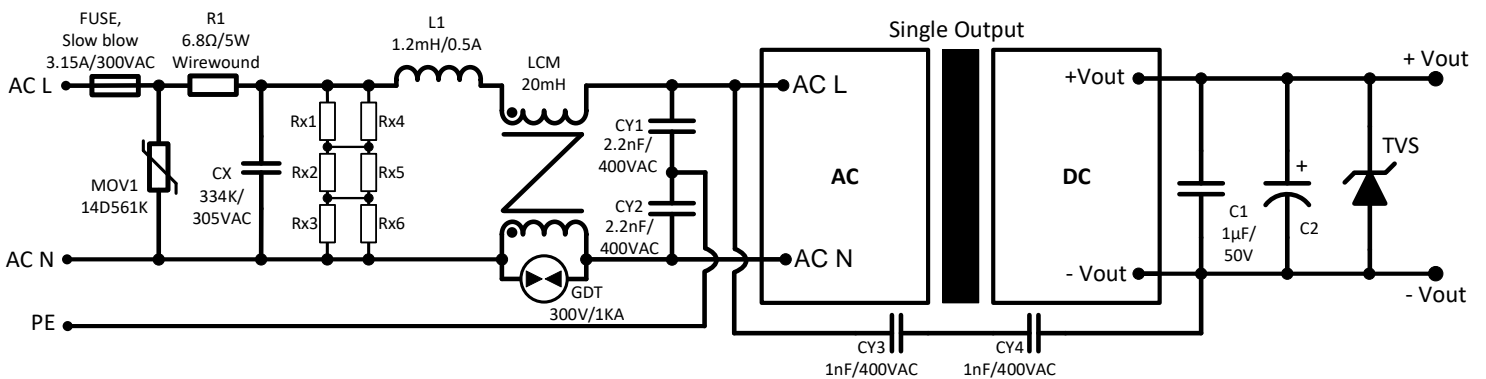 Single Output
FUSE,
Slow blow
3.15A/300VAC
R1
6.8Ω/5W
Wirewound
L1
1.2mH/0.5A
LCM
20mH
AC L
MOV1
14D561K
CX
334K/
305VAC
Rx1
Rx4
Rx2
Rx5
Rx3
Rx6
CY1
2.2nF/
400VAC
CY2
2.2nF/
400VAC
AC N
GDT
300V/1KA
PE
AC L
AC
AC N
+Vout
DC
- Vout
+ Vout
C1
1µF/
50V
+
C2
TVS
- Vout
CY3
1nF/400VAC
CY4
1nF/400VAC